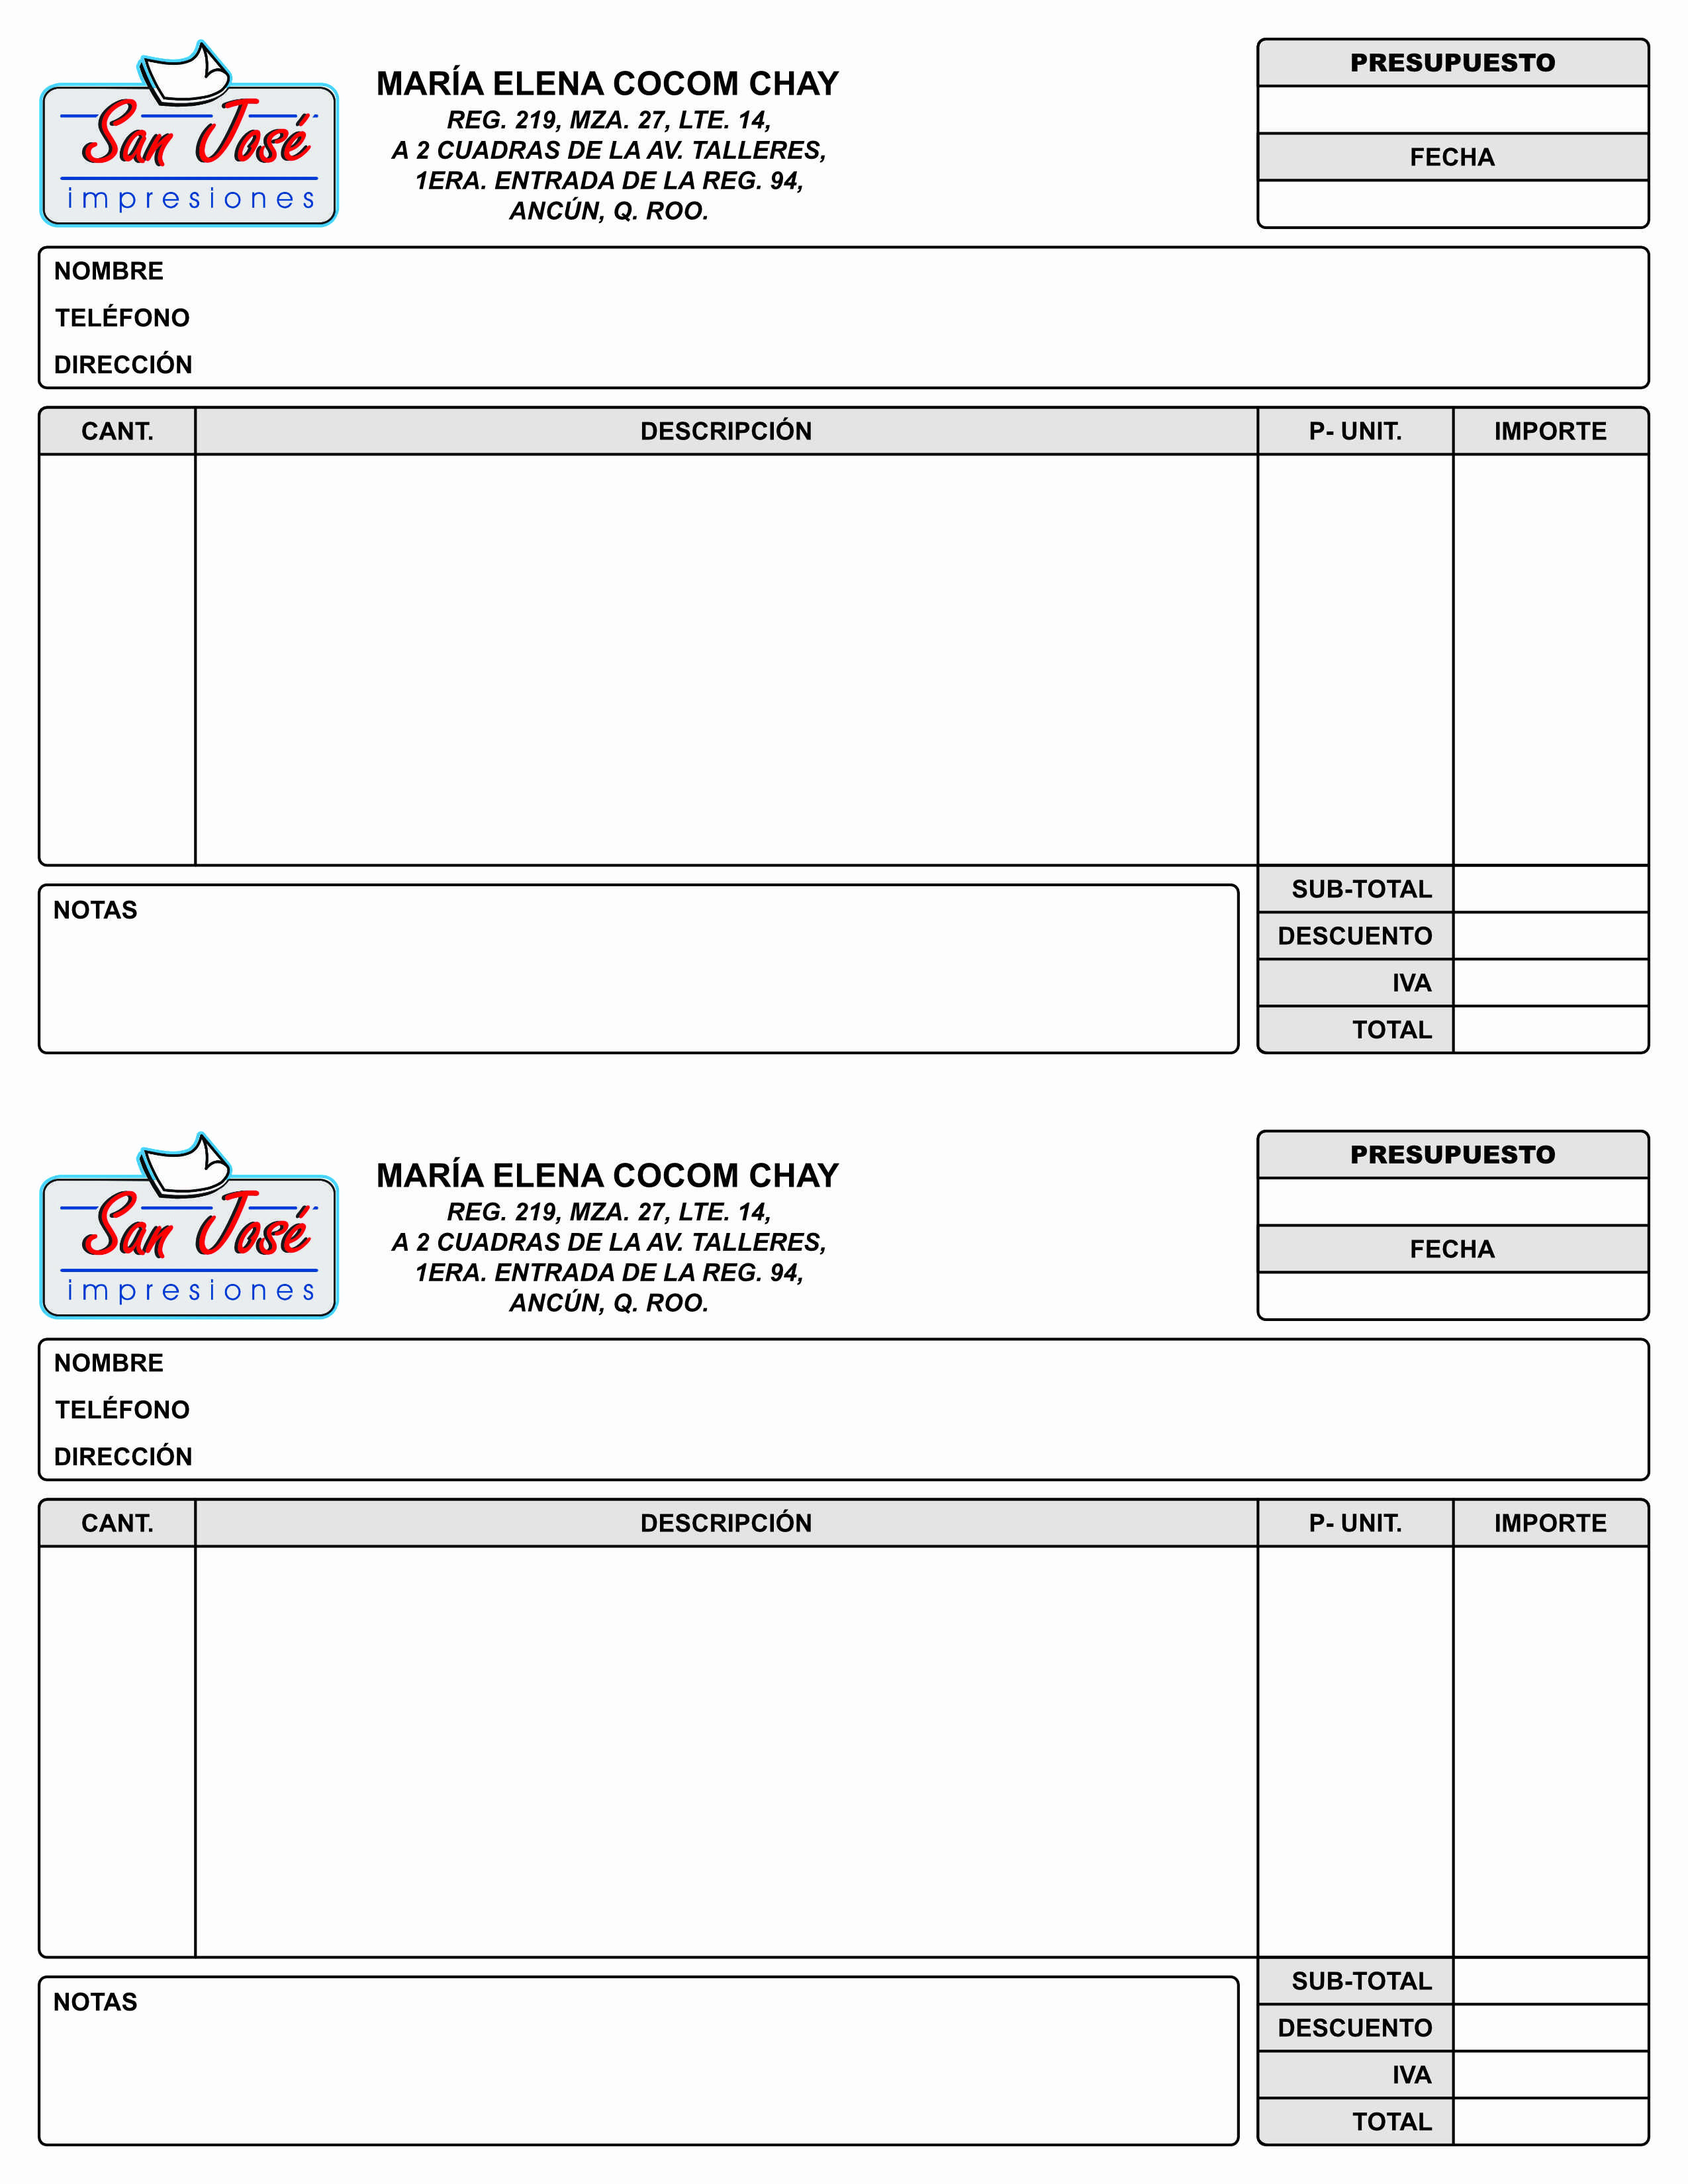 San José
impresiones
MARÍA ELENA COCOM CHAY
REG. 219, MZA. 27, LTE. 14,
A 2 CUADRAS DE LA AV. TALLERES,
1ERA. ENTRADA DE LA REG. 94,
ANCÚN, Q. ROO.
PRESUPUESTO
FECHA
NOMBRE
TELÉFONO
DIRECCIÓN
CANT. DESCRIPCIÓN P- UNIT. IMPORTE
NOTAS
SUB-TOTAL
DESCUENTO
IVA
TOTAL
San José
impresiones
MARÍA ELENA COCOM CHAY
REG. 219, MZA. 27, LTE. 14,
A 2 CUADRAS DE LA AV. TALLERES,
1ERA. ENTRADA DE LA REG. 94,
ANCÚN, Q. ROO.
PRESUPUESTO
FECHA
NOMBRE
TELÉFONO
DIRECCIÓN
CANT. DESCRIPCIÓN P- UNIT. IMPORTE
NOTAS
SUB-TOTAL
DESCUENTO
IVA
TOTAL